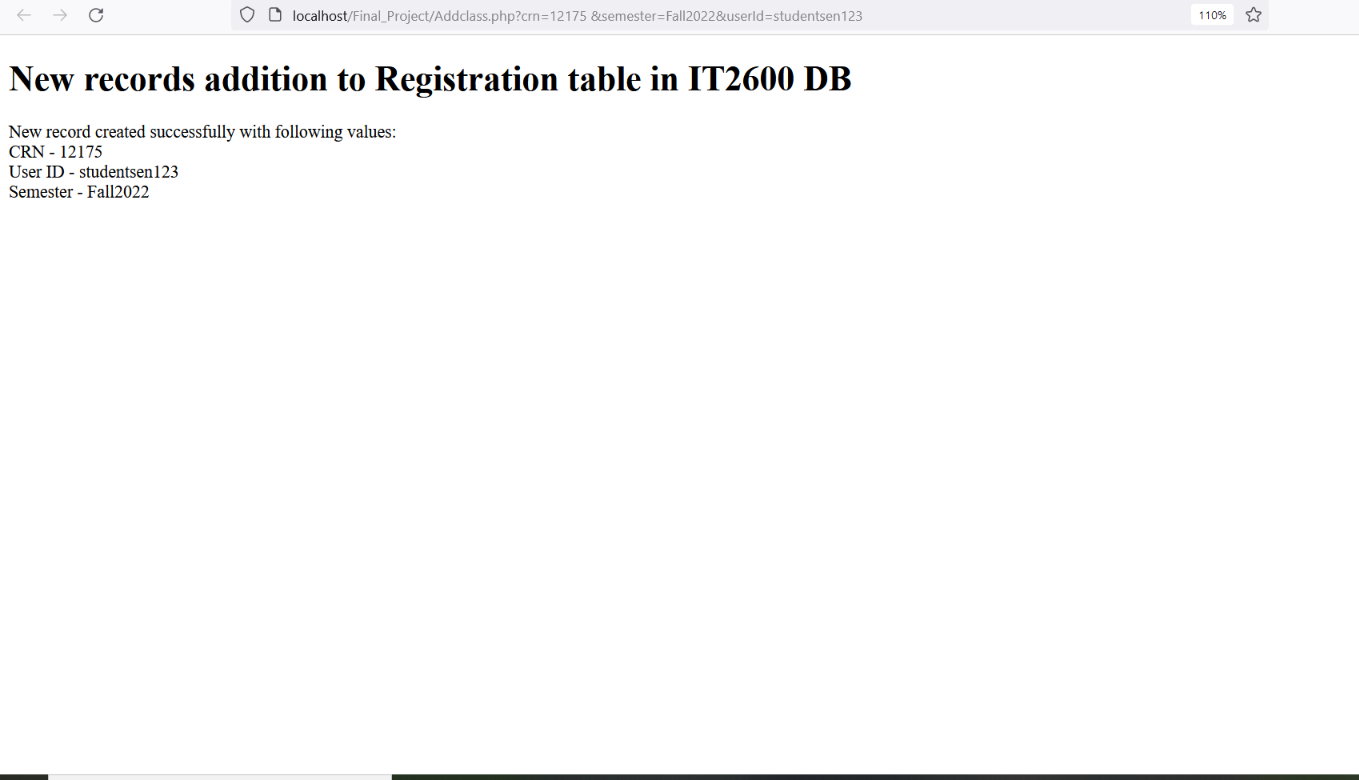 localhost/Final_Project/Addclass.php?crn=12175 &semester=Fall2022&userId=studentsen123
110%
New records addition to Registration table in IT2600 DB
New record created successfully with following values:
CRN - 12175
User ID - studentsen123
Semester - Fall2022